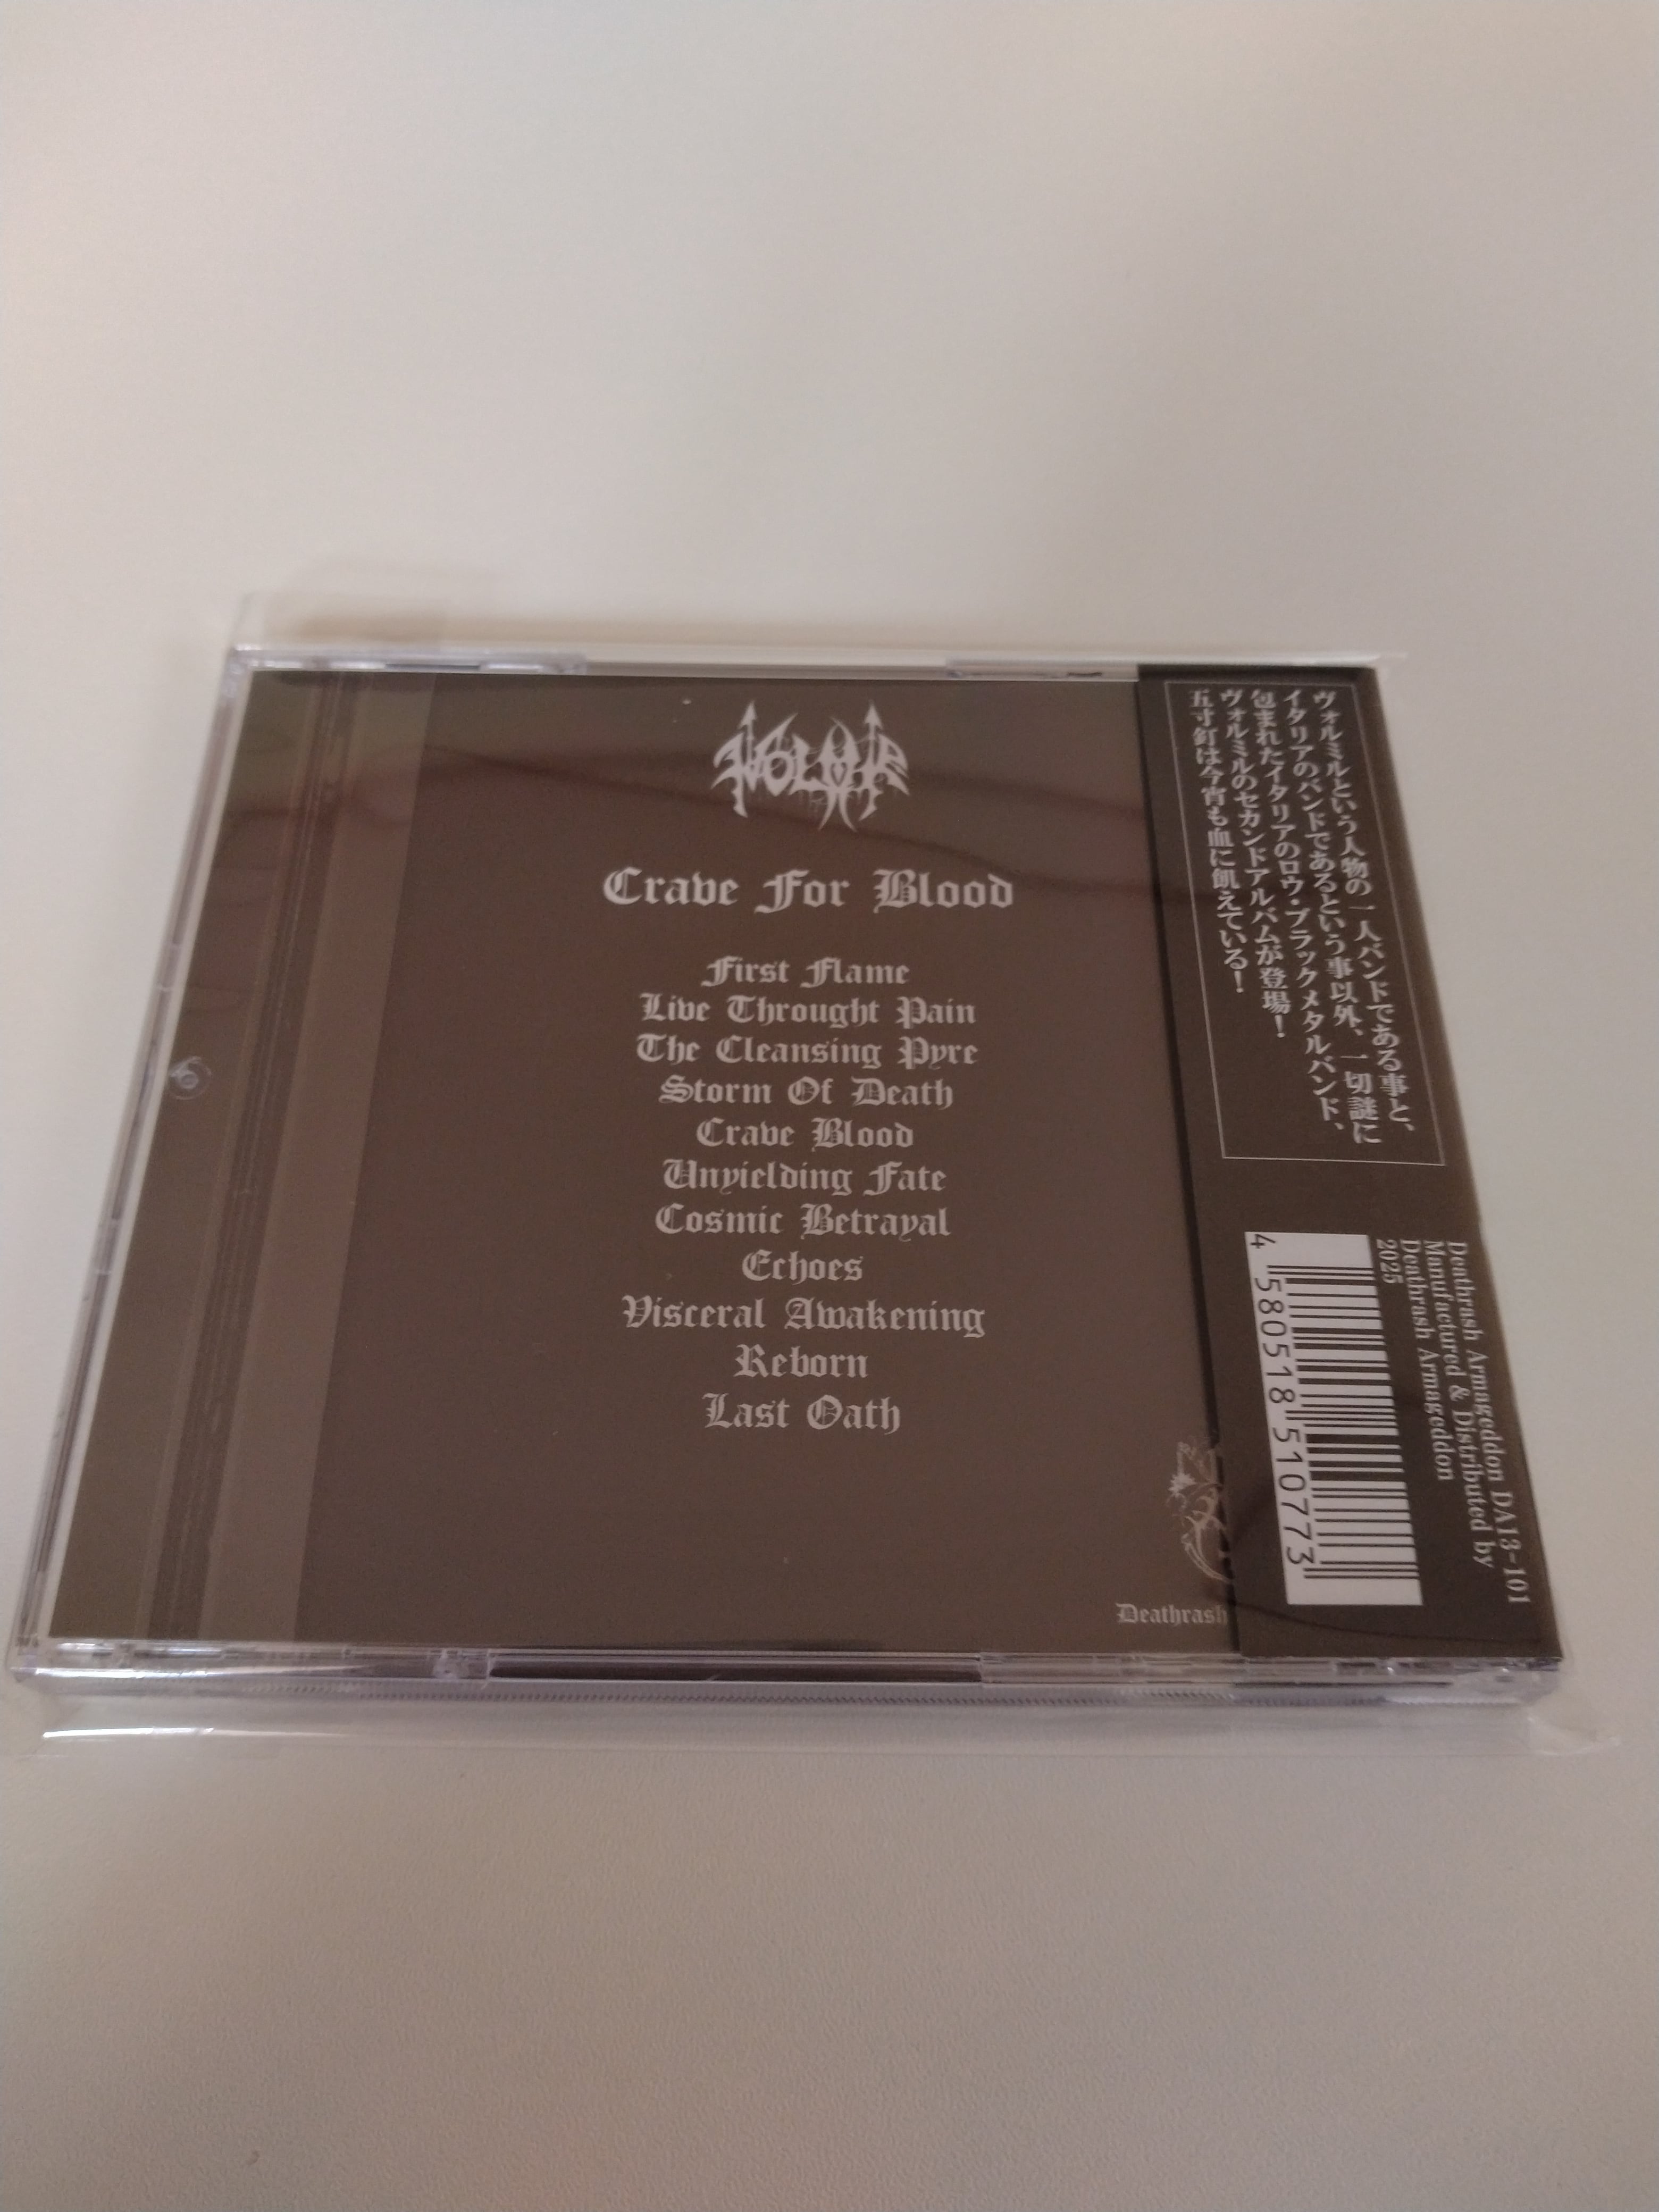 VOLMIR
Crave For Blood
First Flame
Live Throught Pain
The Cleansing Pyre
Storm Of Death
Crave Blood
Unyielding Fate
Cosmic Betrayal
Echoes
Visceral Awakening
Reborn
Last Oath
Deathrash
ヴォルミルという人物の一人バンドである事と、
イタリアのバンドであるという事以外、一切謎に
包まれたイタリアのロウ・ブラックメタルバンド、
ヴォルミルのセカンドアルバムが登場！
五寸釘は今宵も血に飢えている！
Deathrash Armageddon DA13-101
Manufactured & Distributed by
Deathrash Armageddon
2025
4 580518 510773